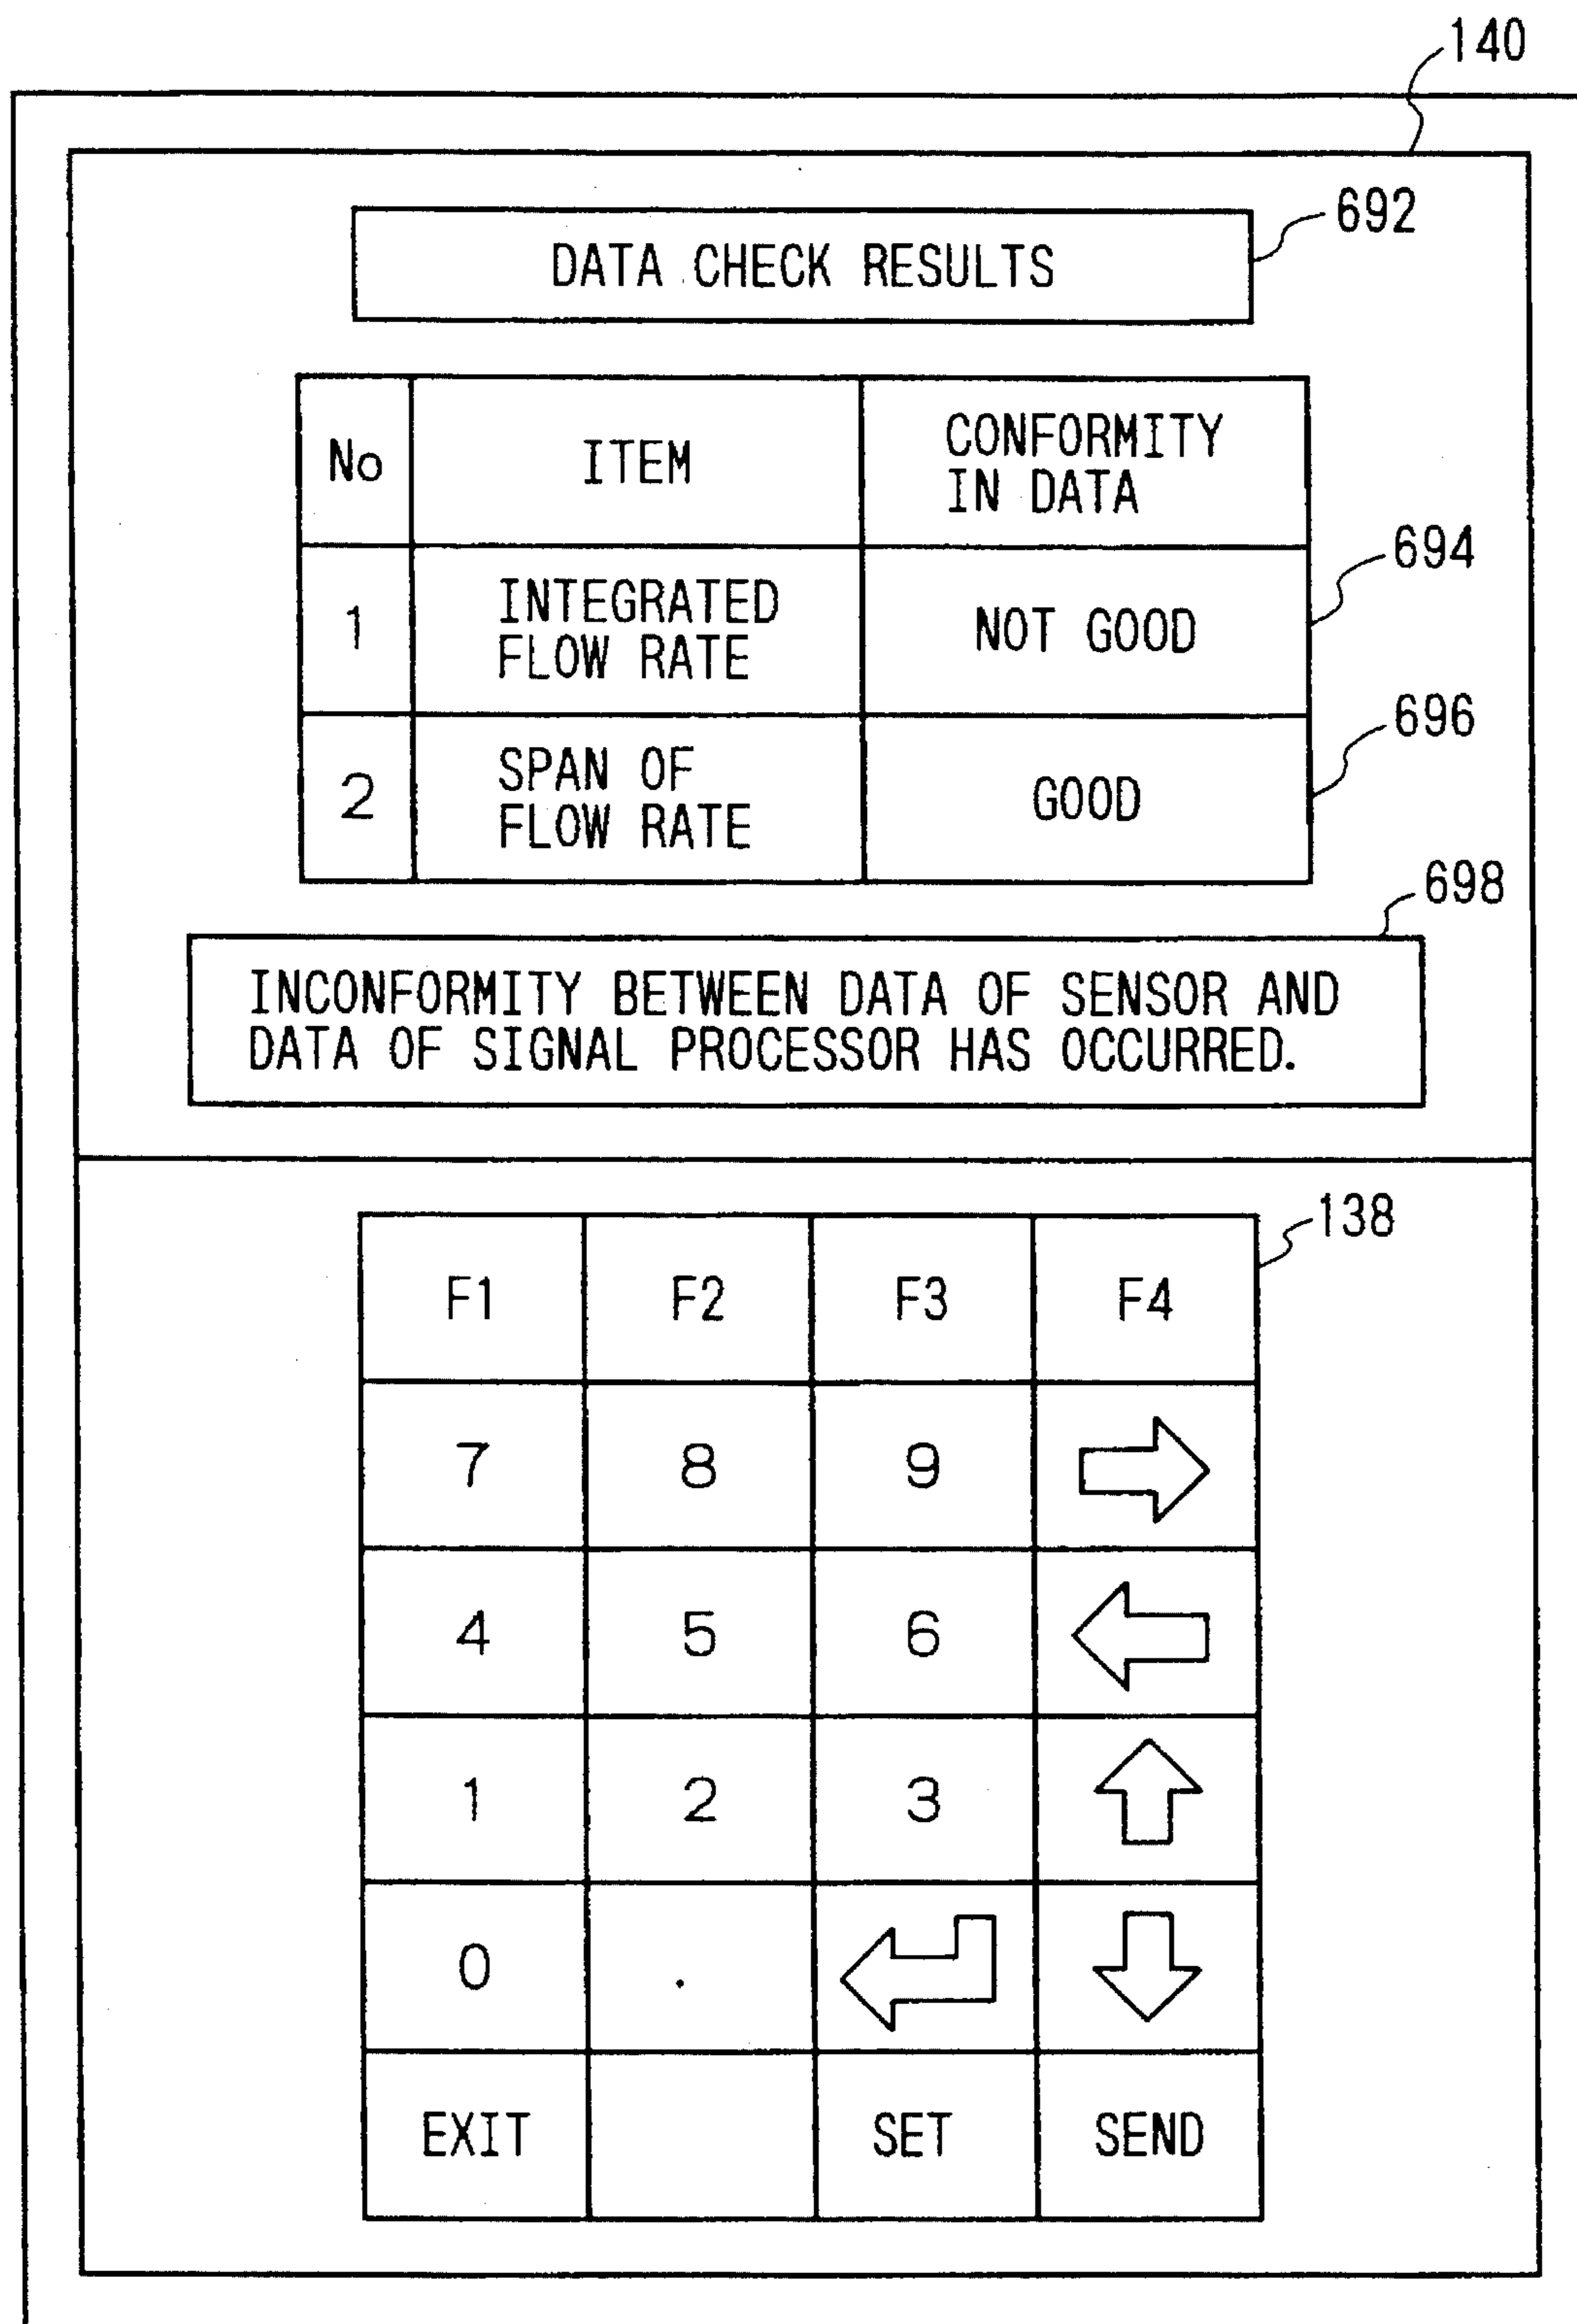 140
692
DATA CHECK RESULTS
No ITEM CONFORMITY
IN DATA
694
1 INTEGRATED
FLOW RATE NOT GOOD
696
2 SPAN OF
FLOW RATE GOOD
698
INCONFORMITY BETWEEN DATA OF SENSOR AND
DATA OF SIGNAL PROCESSOR HAS OCCURRED.
138
F1 F2 F3 F4
7 8 9
4 5 6
1 2 3
0 .
EXIT SET SEND